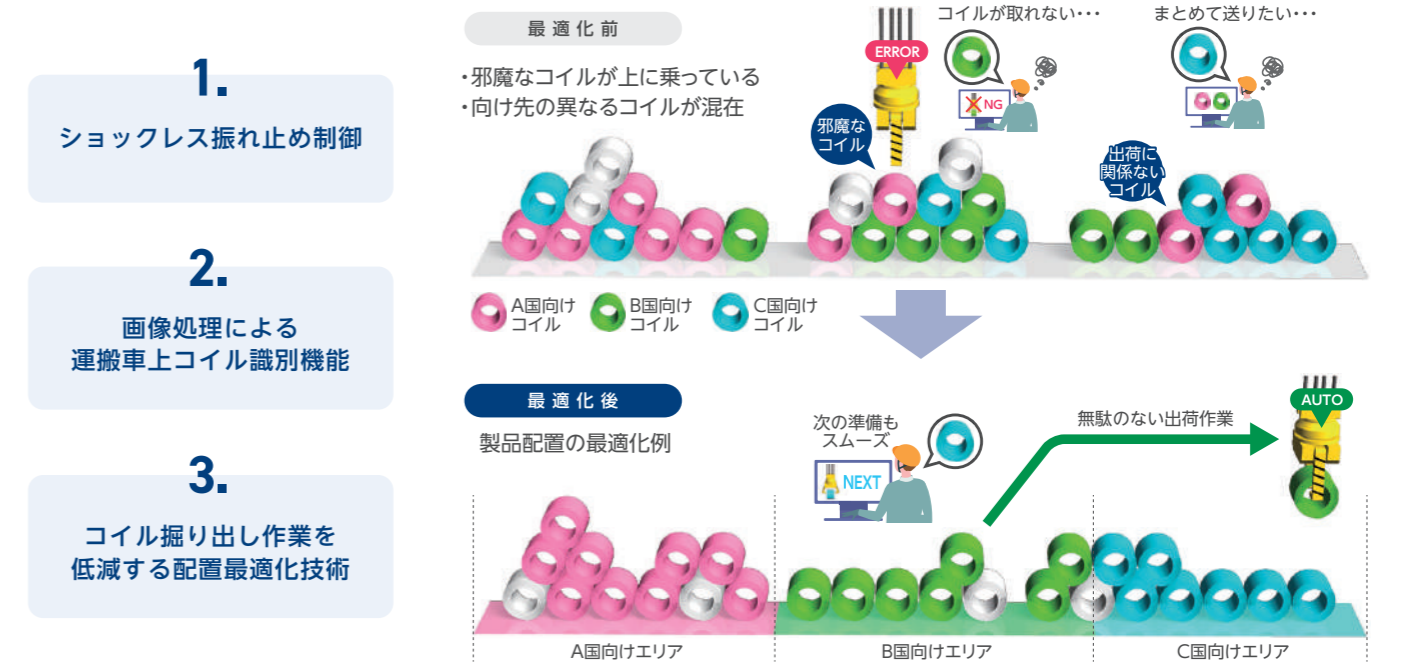 1.
ショックレス振れ止め制御
2.
画像処理による
運搬車上コイル識別機能
3.
コイル掘り出し作業を
低減する配置最適化技術
最適化前
・邪魔なコイルが上に乗っている
・向け先の異なるコイルが混在
ERROR
コイルが取れない・・・
NG
まとめて送りたい・・・
邪魔な
コイル
出荷に
関係ない
コイル
A国向け
コイル
B国向け
コイル
C国向け
コイル
最適化後
製品配置の最適化例
次の準備も
スムーズ
NEXT
無駄のない出荷作業
AUTO
A国向けエリア
B国向けエリア
C国向けエリア